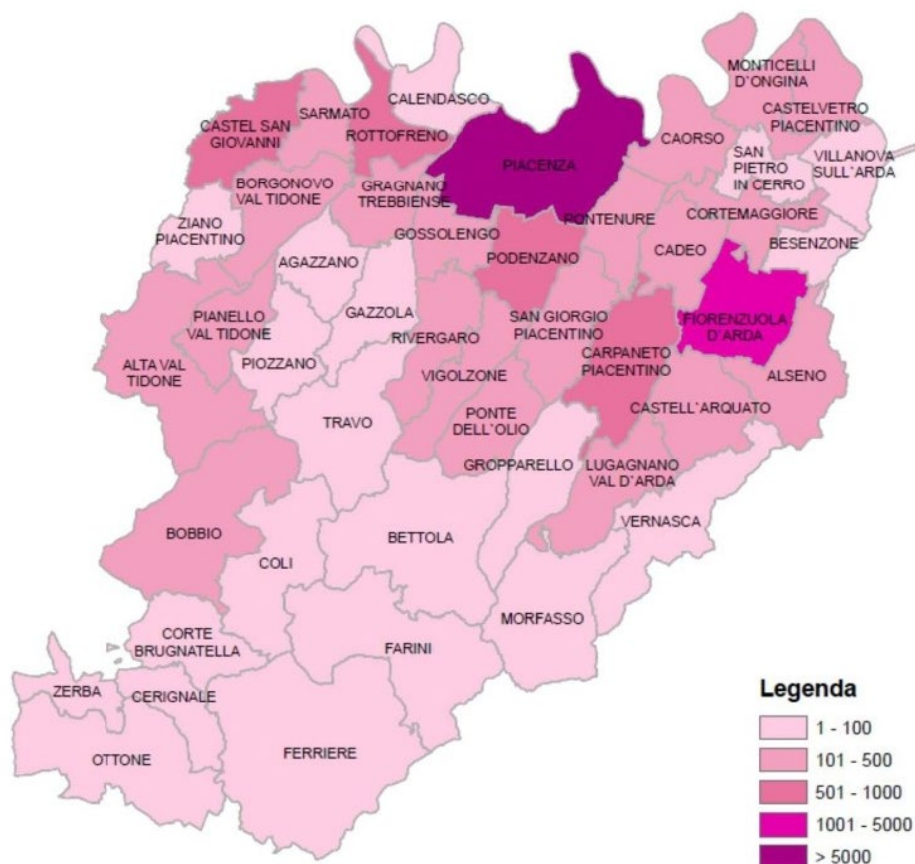 MONTICELLI
D'ONGINA
CALENDASCO
SARMATO
CASTELVETRO
PIACENTINO
CASTEL SAN
GIOVANNI
ROTTOFRENO
CAORSO
SAN
PIETRO
IN CERRO
VILLANOVA
SULL'ARDA
PIACENZA
BORGONOVO
VAL TIDONE
GRAGNANO
TREBBIENSE
ZIANO
PIACENTINO
PONTENURE
CORTEMAGGIORE
GOSSOLENGO
BESENZONE
CADEO
AGAZZANO
PODENZANO
GAZZOLA
PIANELLO
VAL TIDONE
SAN GIORGIO
PIACENTINO
FIORENZUOLA
D'ARDA
RIVERGARO
CARPANETO
PIACENTINO
ALTA VAL
TIDONE
PIOZZANO
VIGOLZONE
ALSENO
TRAVO
PONTE
DELL'OLIO
CASTELL'ARQUATO
GROPPARELLO
LUGAGNANO
VAL D'ARDA
VERNASCA
BOBBIO
BETTOLA
COLI
MORFASSO
CORTE
BRUGNATELLA
FARINI
ZERBA
CERIGNALE
OTTONE
FERRIERE
Legenda
1 - 100
101 - 500
501 - 1000
1001 - 5000
> 5000